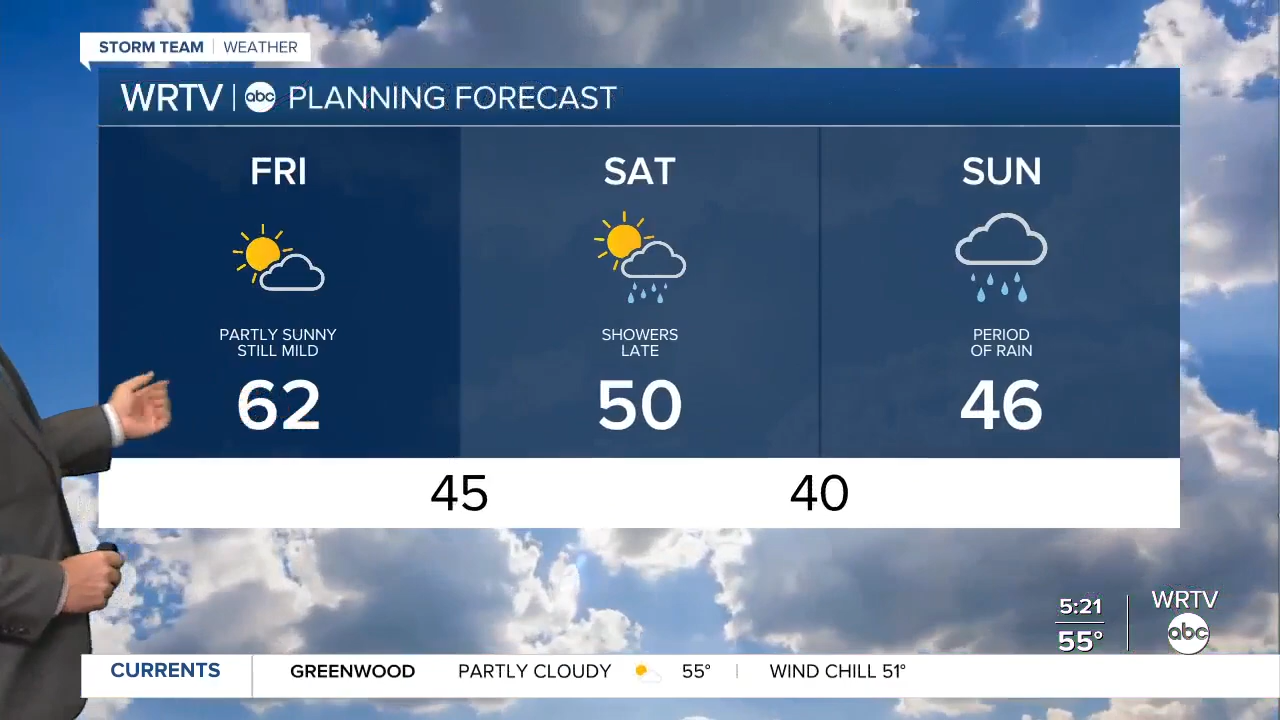 STORM TEAM | WEATHER
WRTV | abc PLANNING FORECAST
FRI
SAT
SUN
PARTLY SUNNY
STILL MILD
SHOWERS
LATE
PERIOD
OF RAIN
62
50
46
45
40
5:21
55°
WRTV
abc
CURRENTS
GREENWOOD PARTLY CLOUDY 55° | WIND CHILL 51°